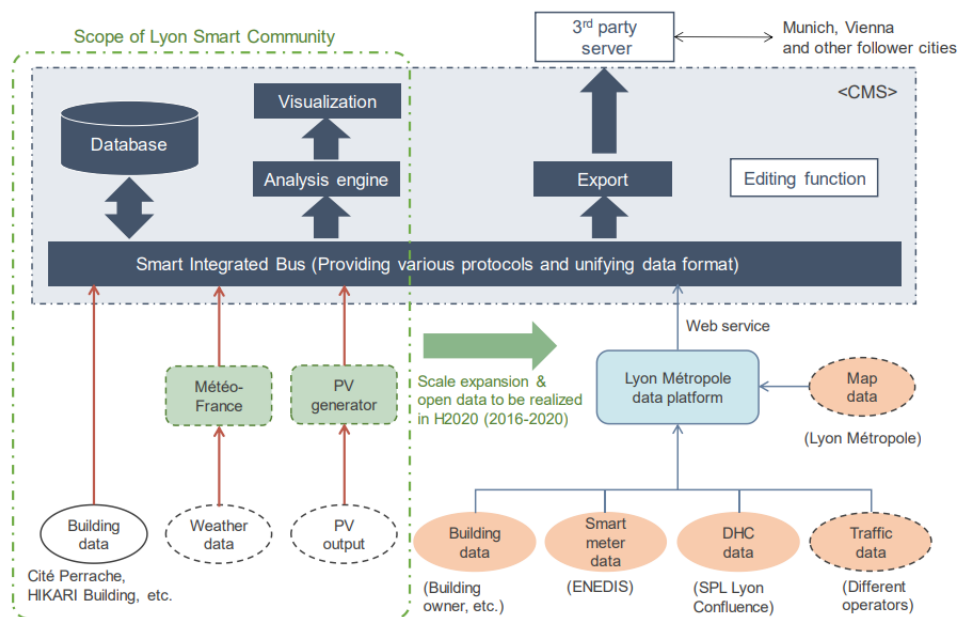 Scope of Lyon Smart Community
3rd party
server
Munich, Vienna
and other follower cities
<CMS>
Visualization
Database
Analysis engine
Export
Editing function
Smart Integrated Bus (Providing various protocols and unifying data format)
Web service
Météo-
France
PV
generator
Scale expansion &
open data to be realized
in H2020 (2016-2020)
Lyon Métropole
data platform
Map
data
(Lyon Métropole)
Building
data
Weather
data
PV
output
Cité Perrache,
HIKARI Building, etc.
Building
data
(Building
owner, etc.)
Smart
meter data
(ENEDIS)
DHC
data
(SPL Lyon
Confluence)
Traffic
data
(Different
operators)